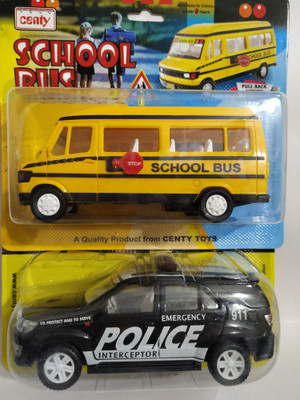 centy
SCHOOL
BUS
PULL BACK
STOP
SCHOOL BUS
A Quality Product from CENTY TOYS
TO PROTECT AND TO SERVE
EMERGENCY
911
POLICE
INTERCEPTOR